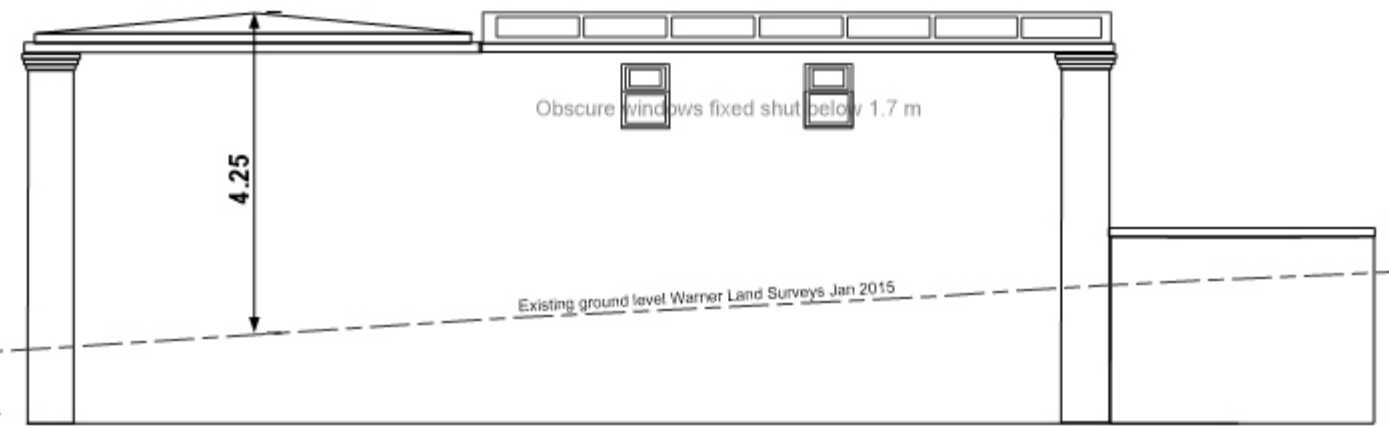 Obscure windows fixed shut below 1.7 m
4.25
Existing ground level Warner Land Surveys Jan 2015